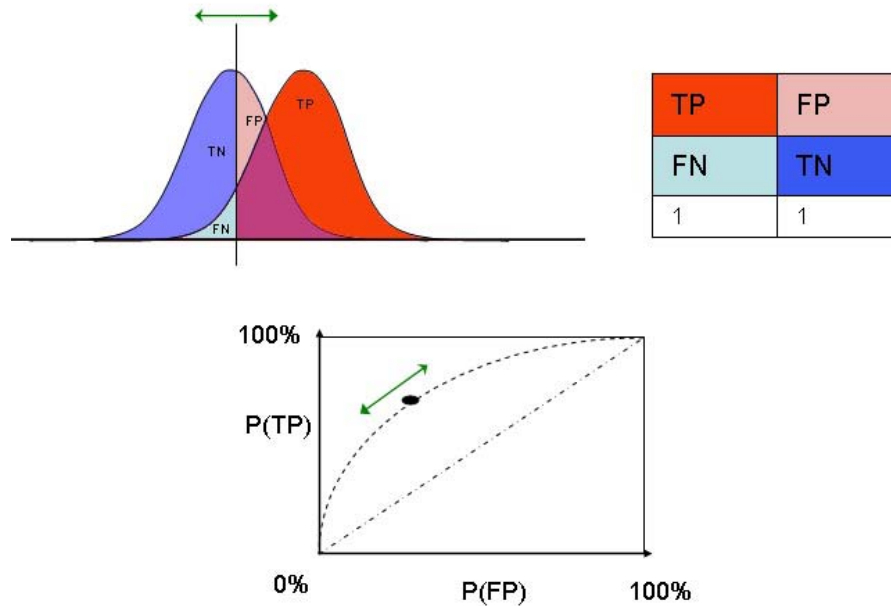 TN
FP
TP
FN
TP FP
FN TN
1 1
100%
P(TP)
0%
P(FP)
100%